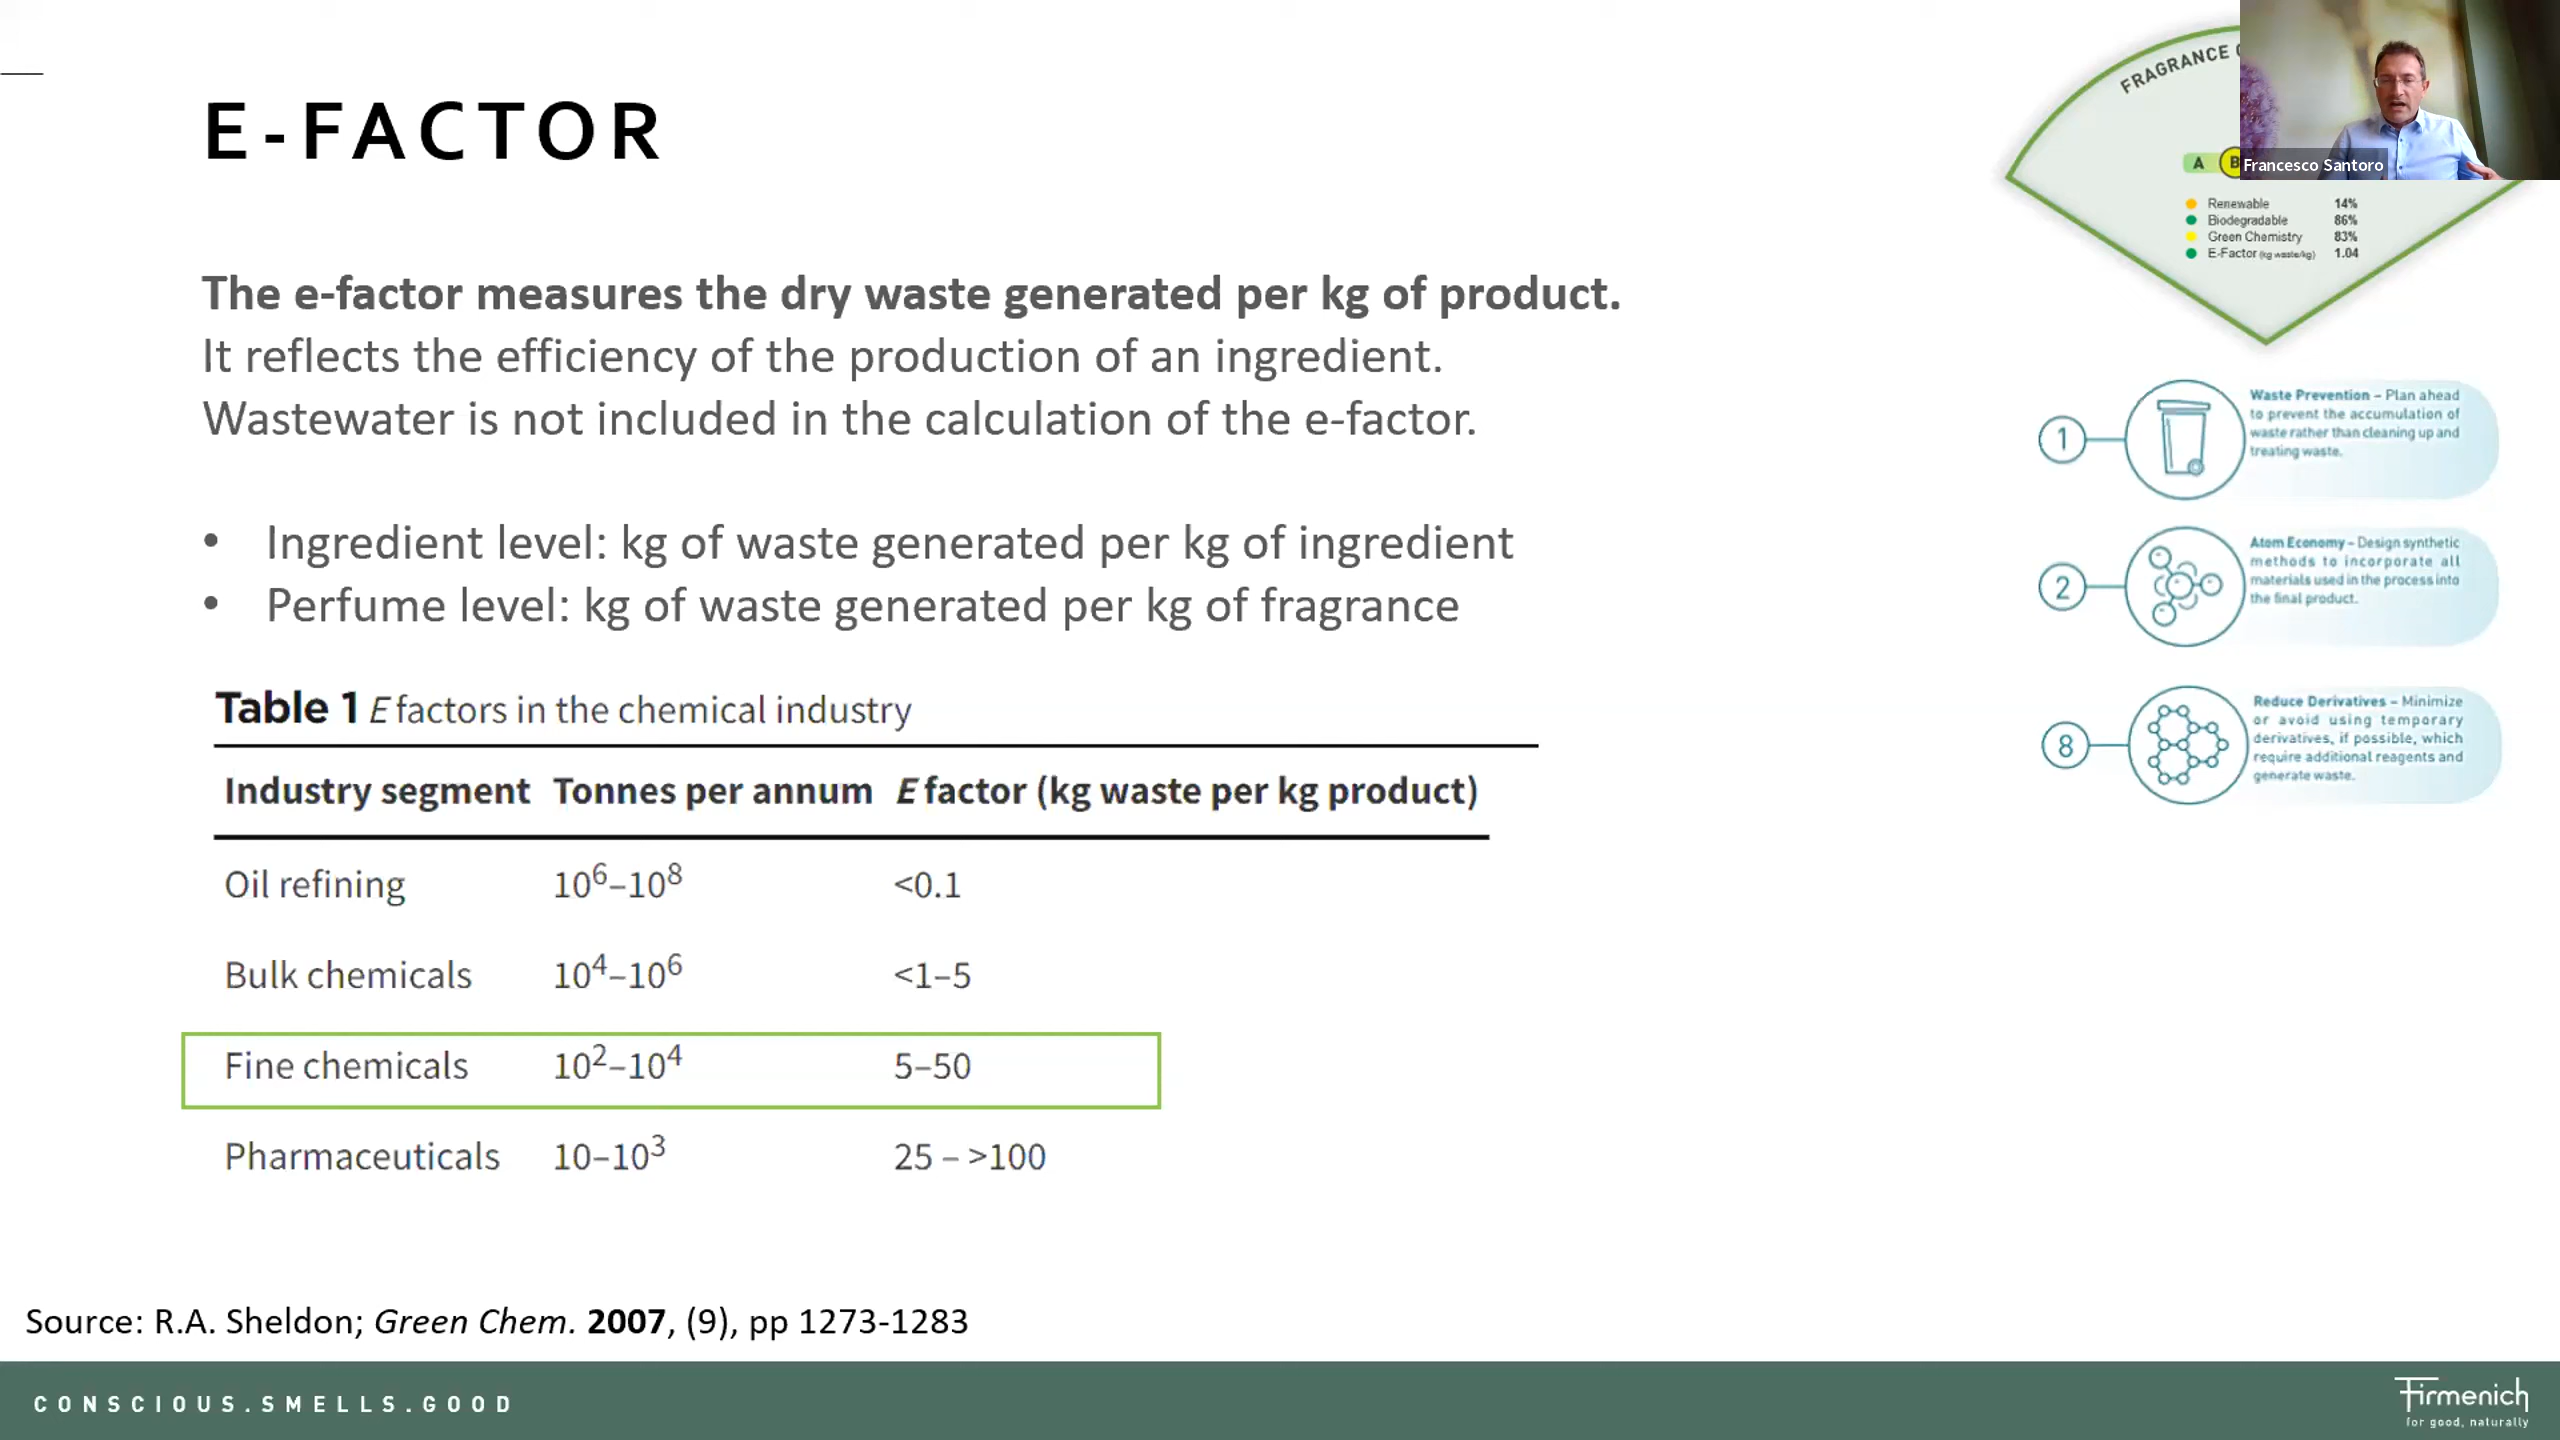 E-FACTOR
The e-factor measures the dry waste generated per kg of product.
It reflects the efficiency of the production of an ingredient.
Wastewater is not included in the calculation of the e-factor.
• Ingredient level: kg of waste generated per kg of ingredient
• Perfume level: kg of waste generated per kg of fragrance
Table 1 E factors in the chemical industry
Industry segment Tonnes per annum E factor (kg waste per kg product)
Oil refining 10⁶–10⁸ <0.1
Bulk chemicals 10⁴–10⁶ <1–5
Fine chemicals 10²–10⁴ 5–50
Pharmaceuticals 10–10³ 25 – >100
Source: R.A. Sheldon; Green Chem. 2007, (9), pp 1273-1283
FRAGRANCE
A B
Francesco Santoro
Renewable 14%
Biodegradable 86%
Green Chemistry 83%
E-Factor (kg waste/kg) 1.04
1
Waste Prevention – Plan ahead
to prevent the accumulation of
waste rather than cleaning up and
treating waste.
2
Atom Economy – Design synthetic
methods to incorporate all
materials used in the process into
the final product.
8
Reduce Derivatives – Minimize
or avoid using temporary
derivatives, if possible, which
require additional reagents and
generate waste.
CONSCIOUS.SMELLS.GOOD
Firmenich
for good, naturally